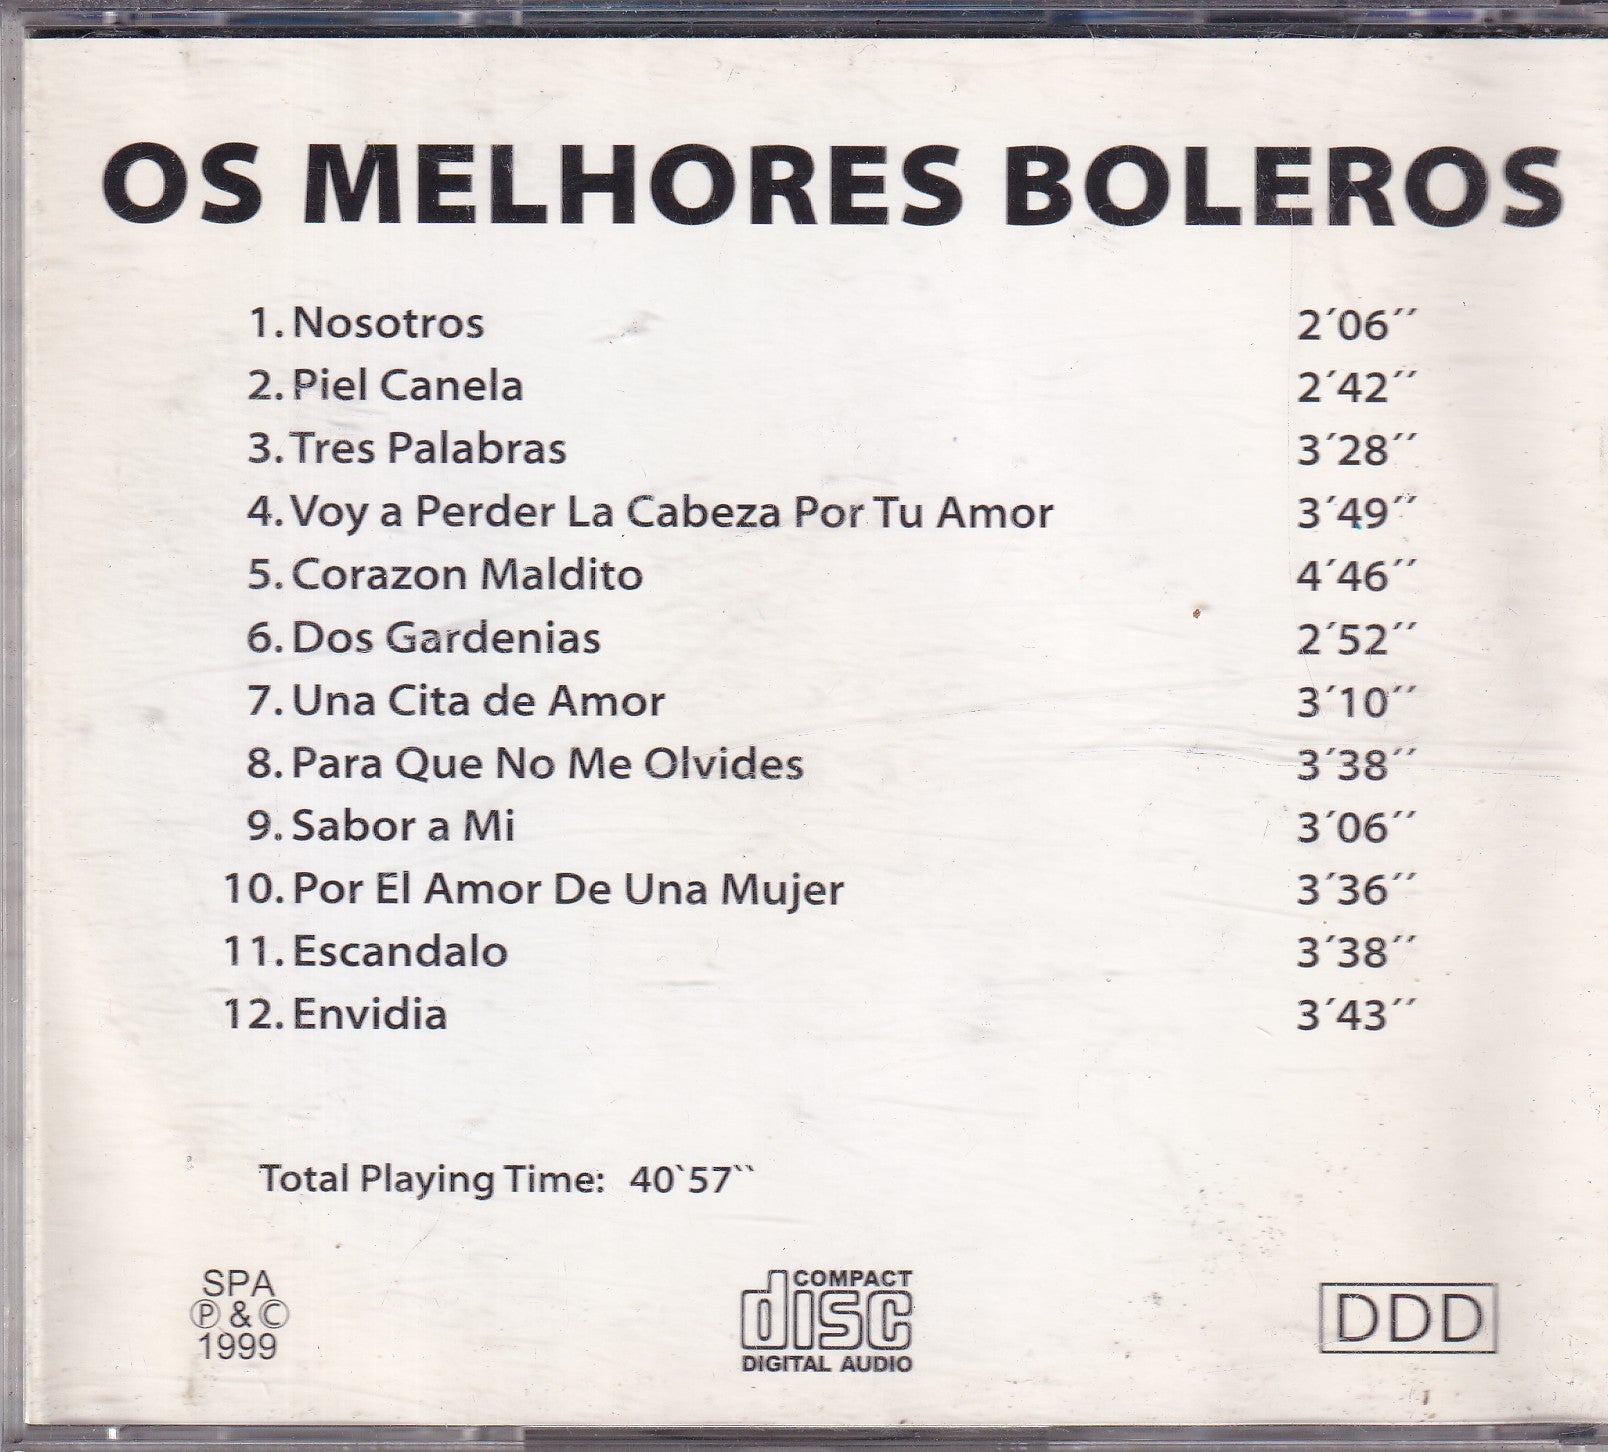 OS MELHORES BOLEROS
1. Nosotros 2´06´´
2. Piel Canela 2´42´´
3. Tres Palabras 3´28´´
4. Voy a Perder La Cabeza Por Tu Amor 3´49´´
5. Corazon Maldito 4´46´´
6. Dos Gardenias 2´52´´
7. Una Cita de Amor 3´10´´
8. Para Que No Me Olvides 3´38´´
9. Sabor a Mi 3´06´´
10. Por El Amor De Una Mujer 3´36´´
11. Escandalo 3´38´´
12. Envidia 3´43´´
Total Playing Time: 40`57``
SPA
Ⓟ & Ⓒ
1999
COMPACT
disc
DIGITAL AUDIO
DDD